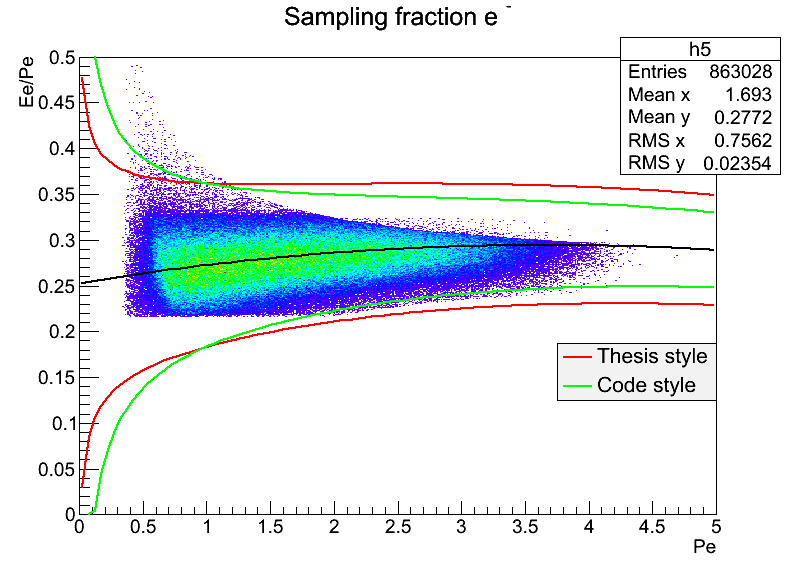 Sampling fraction e -
h5
Entries 863028
Mean x 1.693
Mean y 0.2772
RMS x 0.7562
RMS y 0.02354
Ee/Pe
0.5
0.45
0.4
0.35
0.3
0.25
0.2
0.15
0.1
0.05
0
Thesis style
Code style
0 0.5 1 1.5 2 2.5 3 3.5 4 4.5 5
Pe